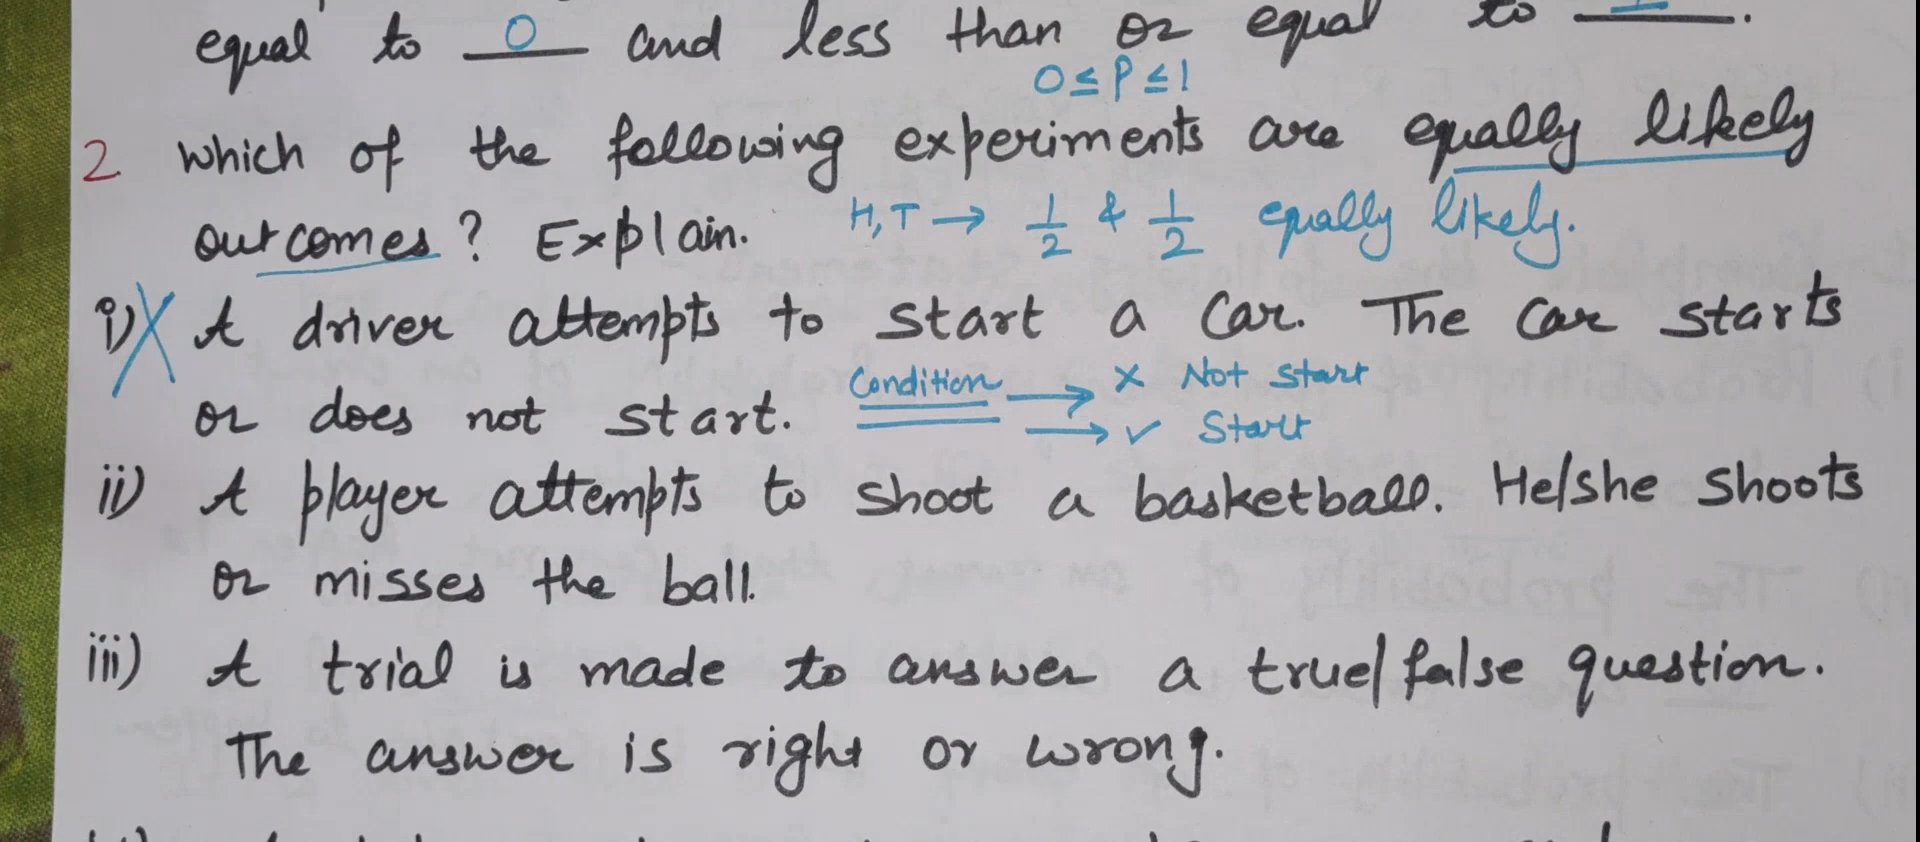 equal to 0 and less than or equal to 1.
0 ≤ P ≤ 1
2. which of the following experiments are equally likely
outcomes? Explain. H, T → 1/2 & 1/2 equally likely.
i) X A driver attempts to start a car. The car starts
or does not start. Condition → × Not start
→ ✓ Start
ii) A player attempts to shoot a basketball. He/she shoots
or misses the ball.
iii) A trial is made to answer a true/false question.
The answer is right or wrong.